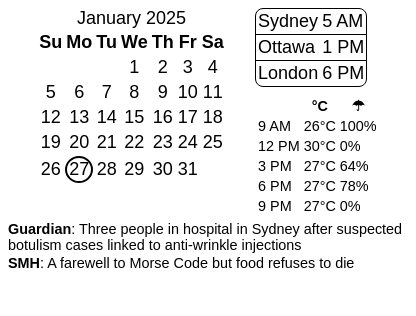 January 2025
Su Mo Tu We Th Fr Sa
1 2 3 4
5 6 7 8 9 10 11
12 13 14 15 16 17 18
19 20 21 22 23 24 25
26 27 28 29 30 31
Sydney 5 AM
Ottawa 1 PM
London 6 PM
°C ☂
9 AM 26°C 100%
12 PM 30°C 0%
3 PM 27°C 64%
6 PM 27°C 78%
9 PM 27°C 0%
Guardian: Three people in hospital in Sydney after suspected
botulism cases linked to anti-wrinkle injections
SMH: A farewell to Morse Code but food refuses to die